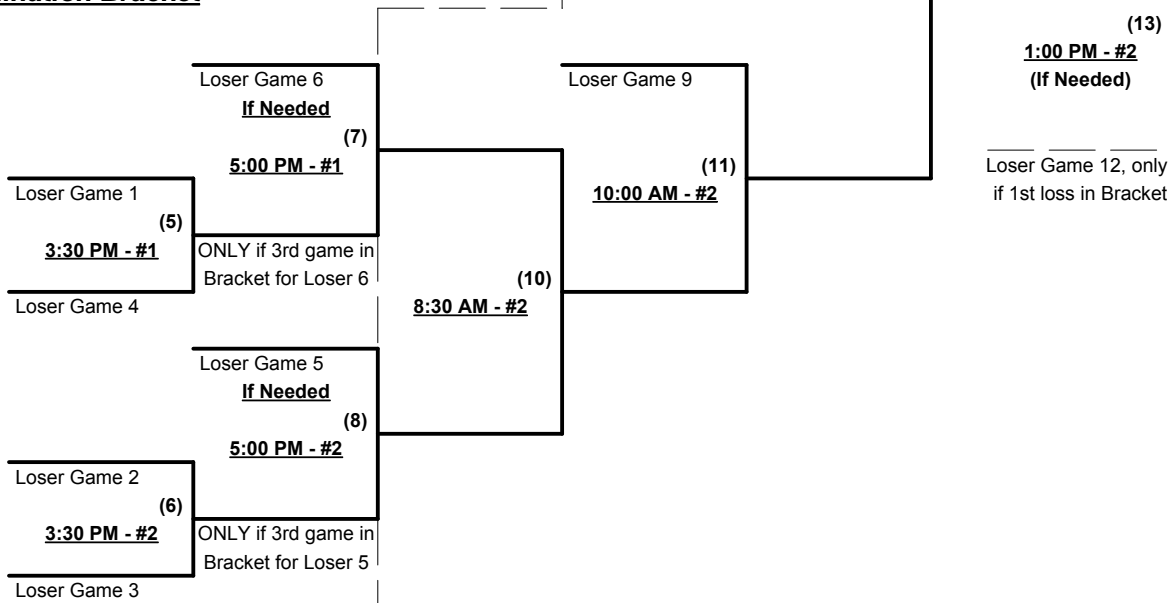 (13)
1:00 PM - #2
(If Needed)
Loser Game 6
If Needed
(7)
5:00 PM - #1
Loser Game 9
(11)
10:00 AM - #2
Loser Game 12, only
if 1st loss in Bracket
Loser Game 1
(5)
3:30 PM - #1
Loser Game 4
ONLY if 3rd game in
Bracket for Loser 6
(10)
8:30 AM - #2
Loser Game 5
If Needed
(8)
5:00 PM - #2
Loser Game 2
(6)
3:30 PM - #2
Loser Game 3
ONLY if 3rd game in
Bracket for Loser 5